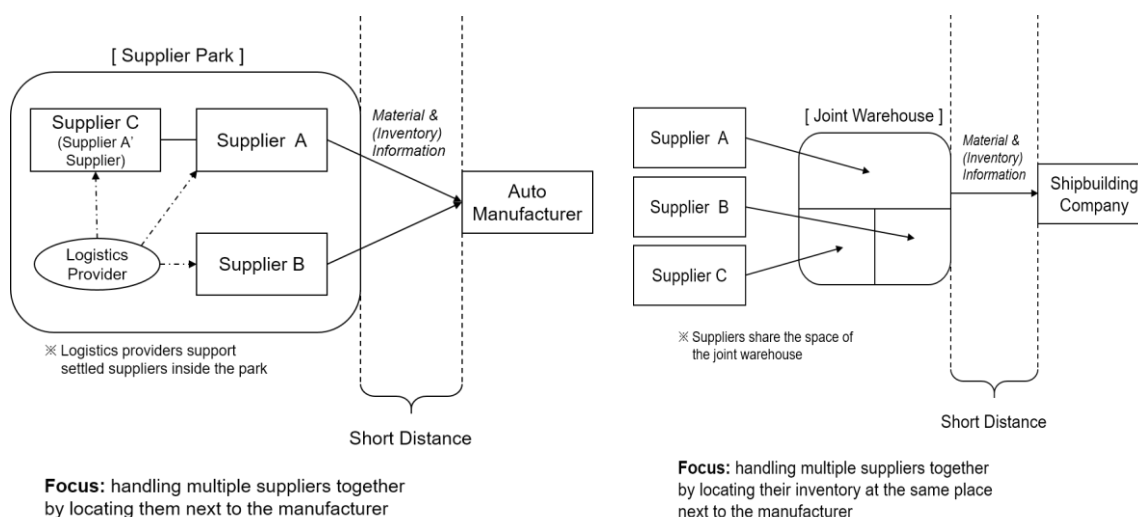 [ Supplier Park ]
Supplier C
(Supplier A'
Supplier)
Supplier A
Material &
(Inventory)
Information
Auto
Manufacturer
Logistics
Provider
Supplier B
※ Logistics providers support
settled suppliers inside the park
Short Distance
Focus: handling multiple suppliers together
by locating them next to the manufacturer
[ Joint Warehouse ]
Supplier A
Supplier B
Supplier C
Material &
(Inventory)
Information
Shipbuilding
Company
※ Suppliers share the space of
the joint warehouse
Short Distance
Focus: handling multiple suppliers together
by locating their inventory at the same place
next to the manufacturer